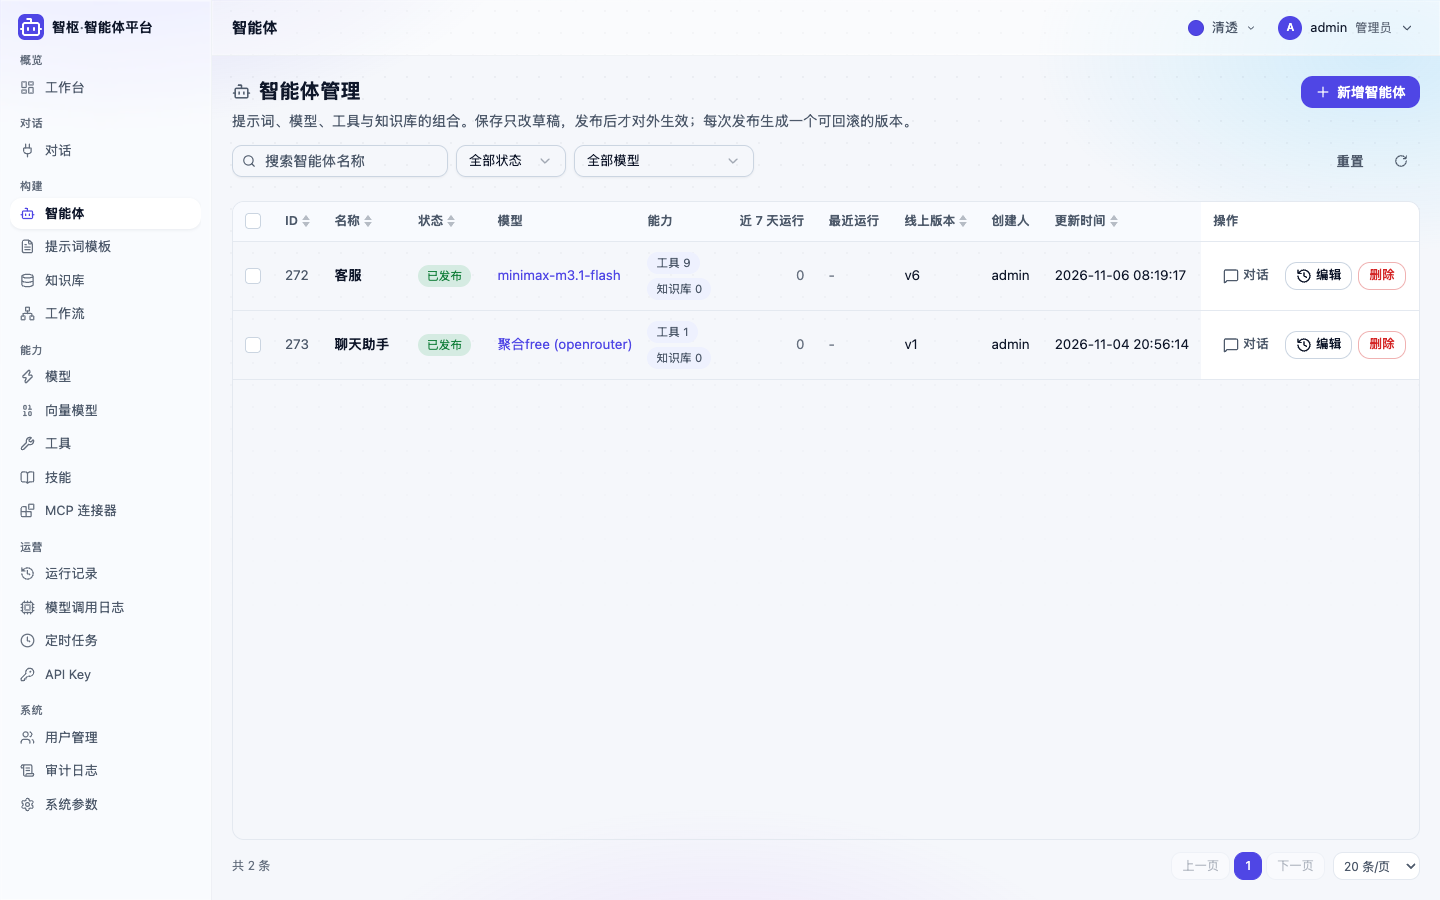 智枢·智能体平台
概览
工作台
对话
对话
构建
智能体
提示词模板
知识库
工作流
能力
模型
向量模型
工具
技能
MCP 连接器
运营
运行记录
模型调用日志
定时任务
API Key
系统
用户管理
审计日志
系统参数
智能体
清透
A admin 管理员
智能体管理
新增智能体
提示词、模型、工具与知识库的组合。保存只改草稿，发布后才对外生效；每次发布生成一个可回滚的版本。
搜索智能体名称 全部状态 全部模型 重置
ID 名称 状态 模型 能力 近 7 天运行 最近运行 线上版本 创建人 更新时间 操作
272 客服 已发布 minimax-m3.1-flash 工具 9 知识库 0 0 - v6 admin 2026-11-06 08:19:17 对话 编辑 删除
273 聊天助手 已发布 聚合free (openrouter) 工具 1 知识库 0 0 - v1 admin 2026-11-04 20:56:14 对话 编辑 删除
共 2 条 上一页 1 下一页 20 条/页